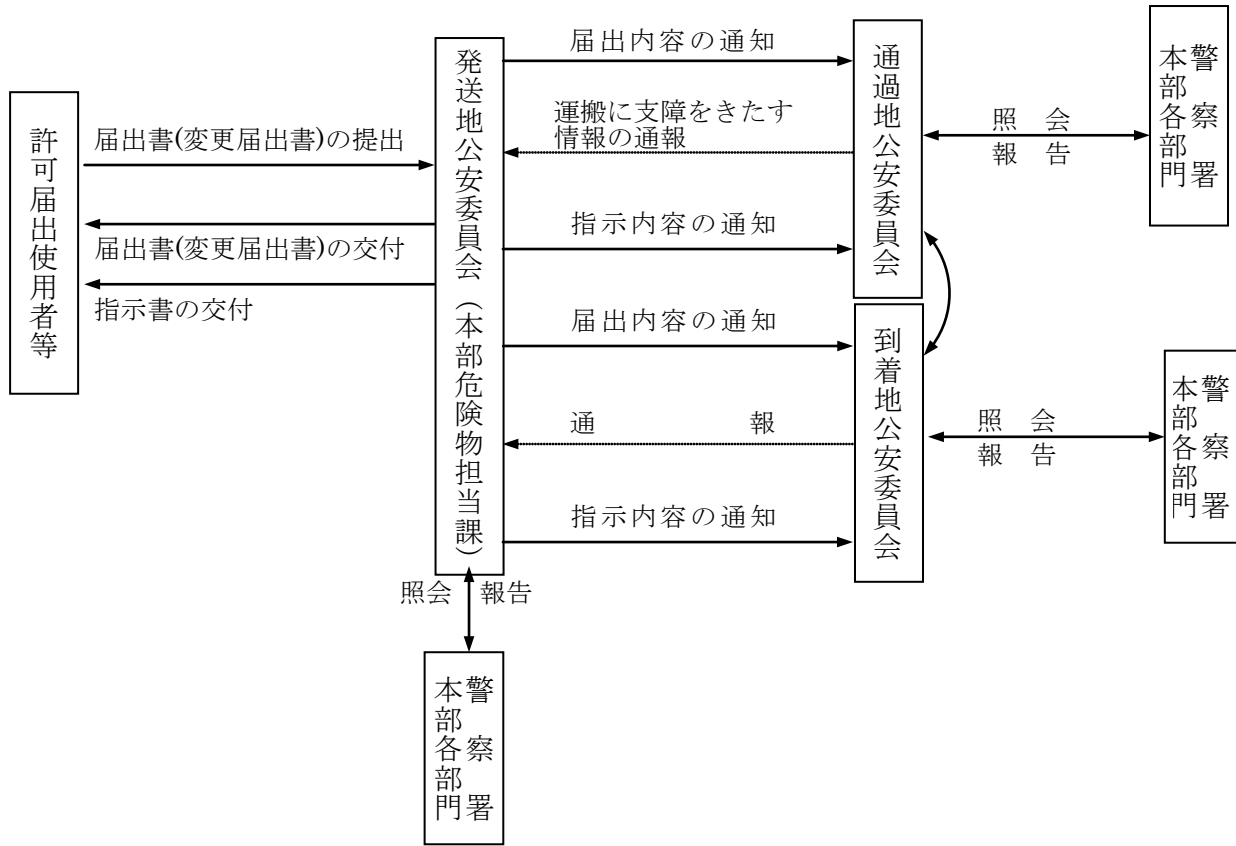 許可届出使用者等
届出書(変更届出書)の提出
届出書(変更届出書)の交付
指示書の交付
発送地公安委員会(本部危険物担当課)
届出内容の通知
運搬に支障をきたす
情報の通報
指示内容の通知
届出内容の通知
通報
指示内容の通知
通過地公安委員会
到着地公安委員会
照会
報告
警察署
本部各部門
照会
報告
警察署
本部各部門
照会 報告
警察署
本部各部門